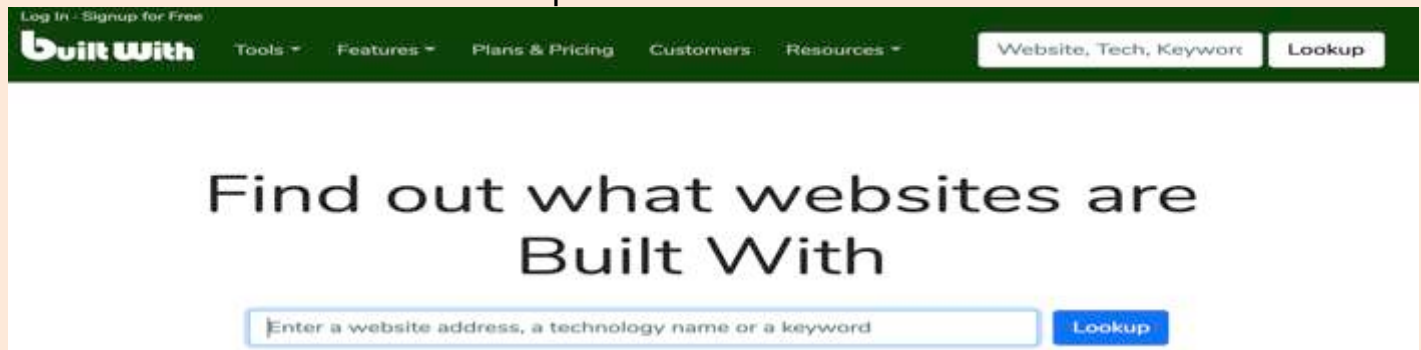 Log In · Signup for Free
Built With Tools Features Plans & Pricing Customers Resources Website, Tech, Keywor Lookup
Find out what websites are
Built With
Enter a website address, a technology name or a keyword Lookup